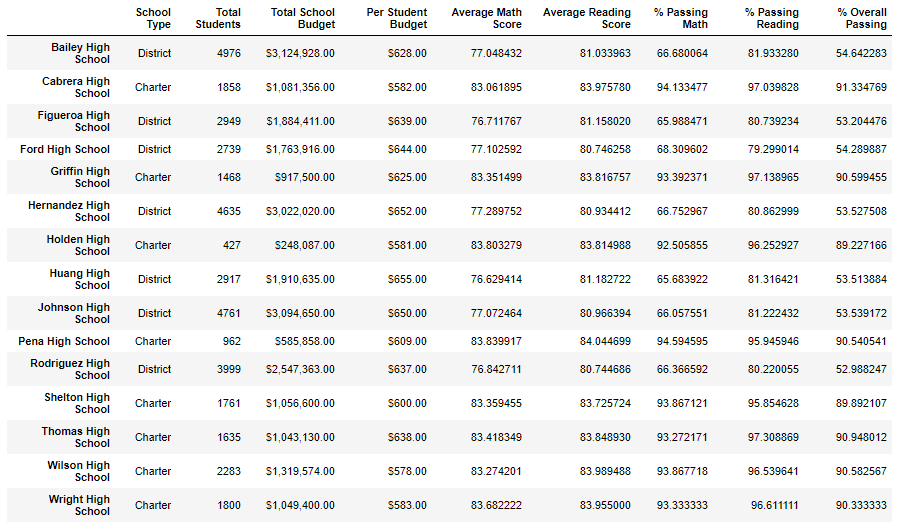 School Type Total Students Total School Budget Per Student Budget Average Math Score Average Reading Score % Passing Math % Passing Reading % Overall Passing
Bailey High School District 4976 $3,124,928.00 $628.00 77.048432 81.033963 66.680064 81.933280 54.642283
Cabrera High School Charter 1858 $1,081,356.00 $582.00 83.061895 83.975780 94.133477 97.039828 91.334769
Figueroa High School District 2949 $1,884,411.00 $639.00 76.711767 81.158020 65.988471 80.739234 53.204476
Ford High School District 2739 $1,763,916.00 $644.00 77.102592 80.746258 68.309602 79.299014 54.289887
Griffin High School Charter 1468 $917,500.00 $625.00 83.351499 83.816757 93.392371 97.138965 90.599455
Hernandez High School District 4635 $3,022,020.00 $652.00 77.289752 80.934412 66.752967 80.862999 53.527508
Holden High School Charter 427 $248,087.00 $581.00 83.803279 83.814988 92.505855 96.252927 89.227166
Huang High School District 2917 $1,910,635.00 $655.00 76.629414 81.182722 65.683922 81.316421 53.513884
Johnson High School District 4761 $3,094,650.00 $650.00 77.072464 80.966394 66.057551 81.222432 53.539172
Pena High School Charter 962 $585,858.00 $609.00 83.839917 84.044699 94.594595 95.945946 90.540541
Rodriguez High School District 3999 $2,547,363.00 $637.00 76.842711 80.744686 66.366592 80.220055 52.988247
Shelton High School Charter 1761 $1,056,600.00 $600.00 83.359455 83.725724 93.867121 95.854628 89.892107
Thomas High School Charter 1635 $1,043,130.00 $638.00 83.418349 83.848930 93.272171 97.308869 90.948012
Wilson High School Charter 2283 $1,319,574.00 $578.00 83.274201 83.989488 93.867718 96.539641 90.582567
Wright High School Charter 1800 $1,049,400.00 $583.00 83.682222 83.955000 93.333333 96.611111 90.333333